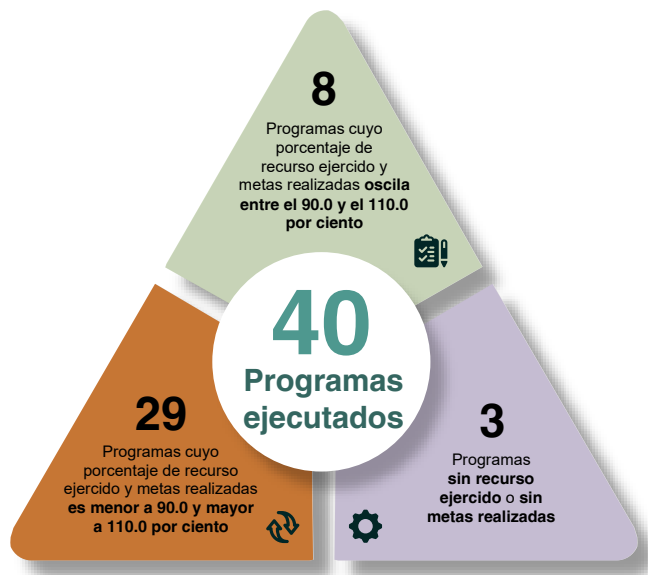 8
Programas cuyo
porcentaje de
recurso ejercido y
metas realizadas oscila
entre el 90.0 y el 110.0
por ciento
40
Programas
ejecutados
29
Programas cuyo
porcentaje de recurso
ejercido y metas realizadas
es menor a 90.0 y mayor
a 110.0 por ciento
3
Programas
sin recurso
ejercido o sin
metas realizadas